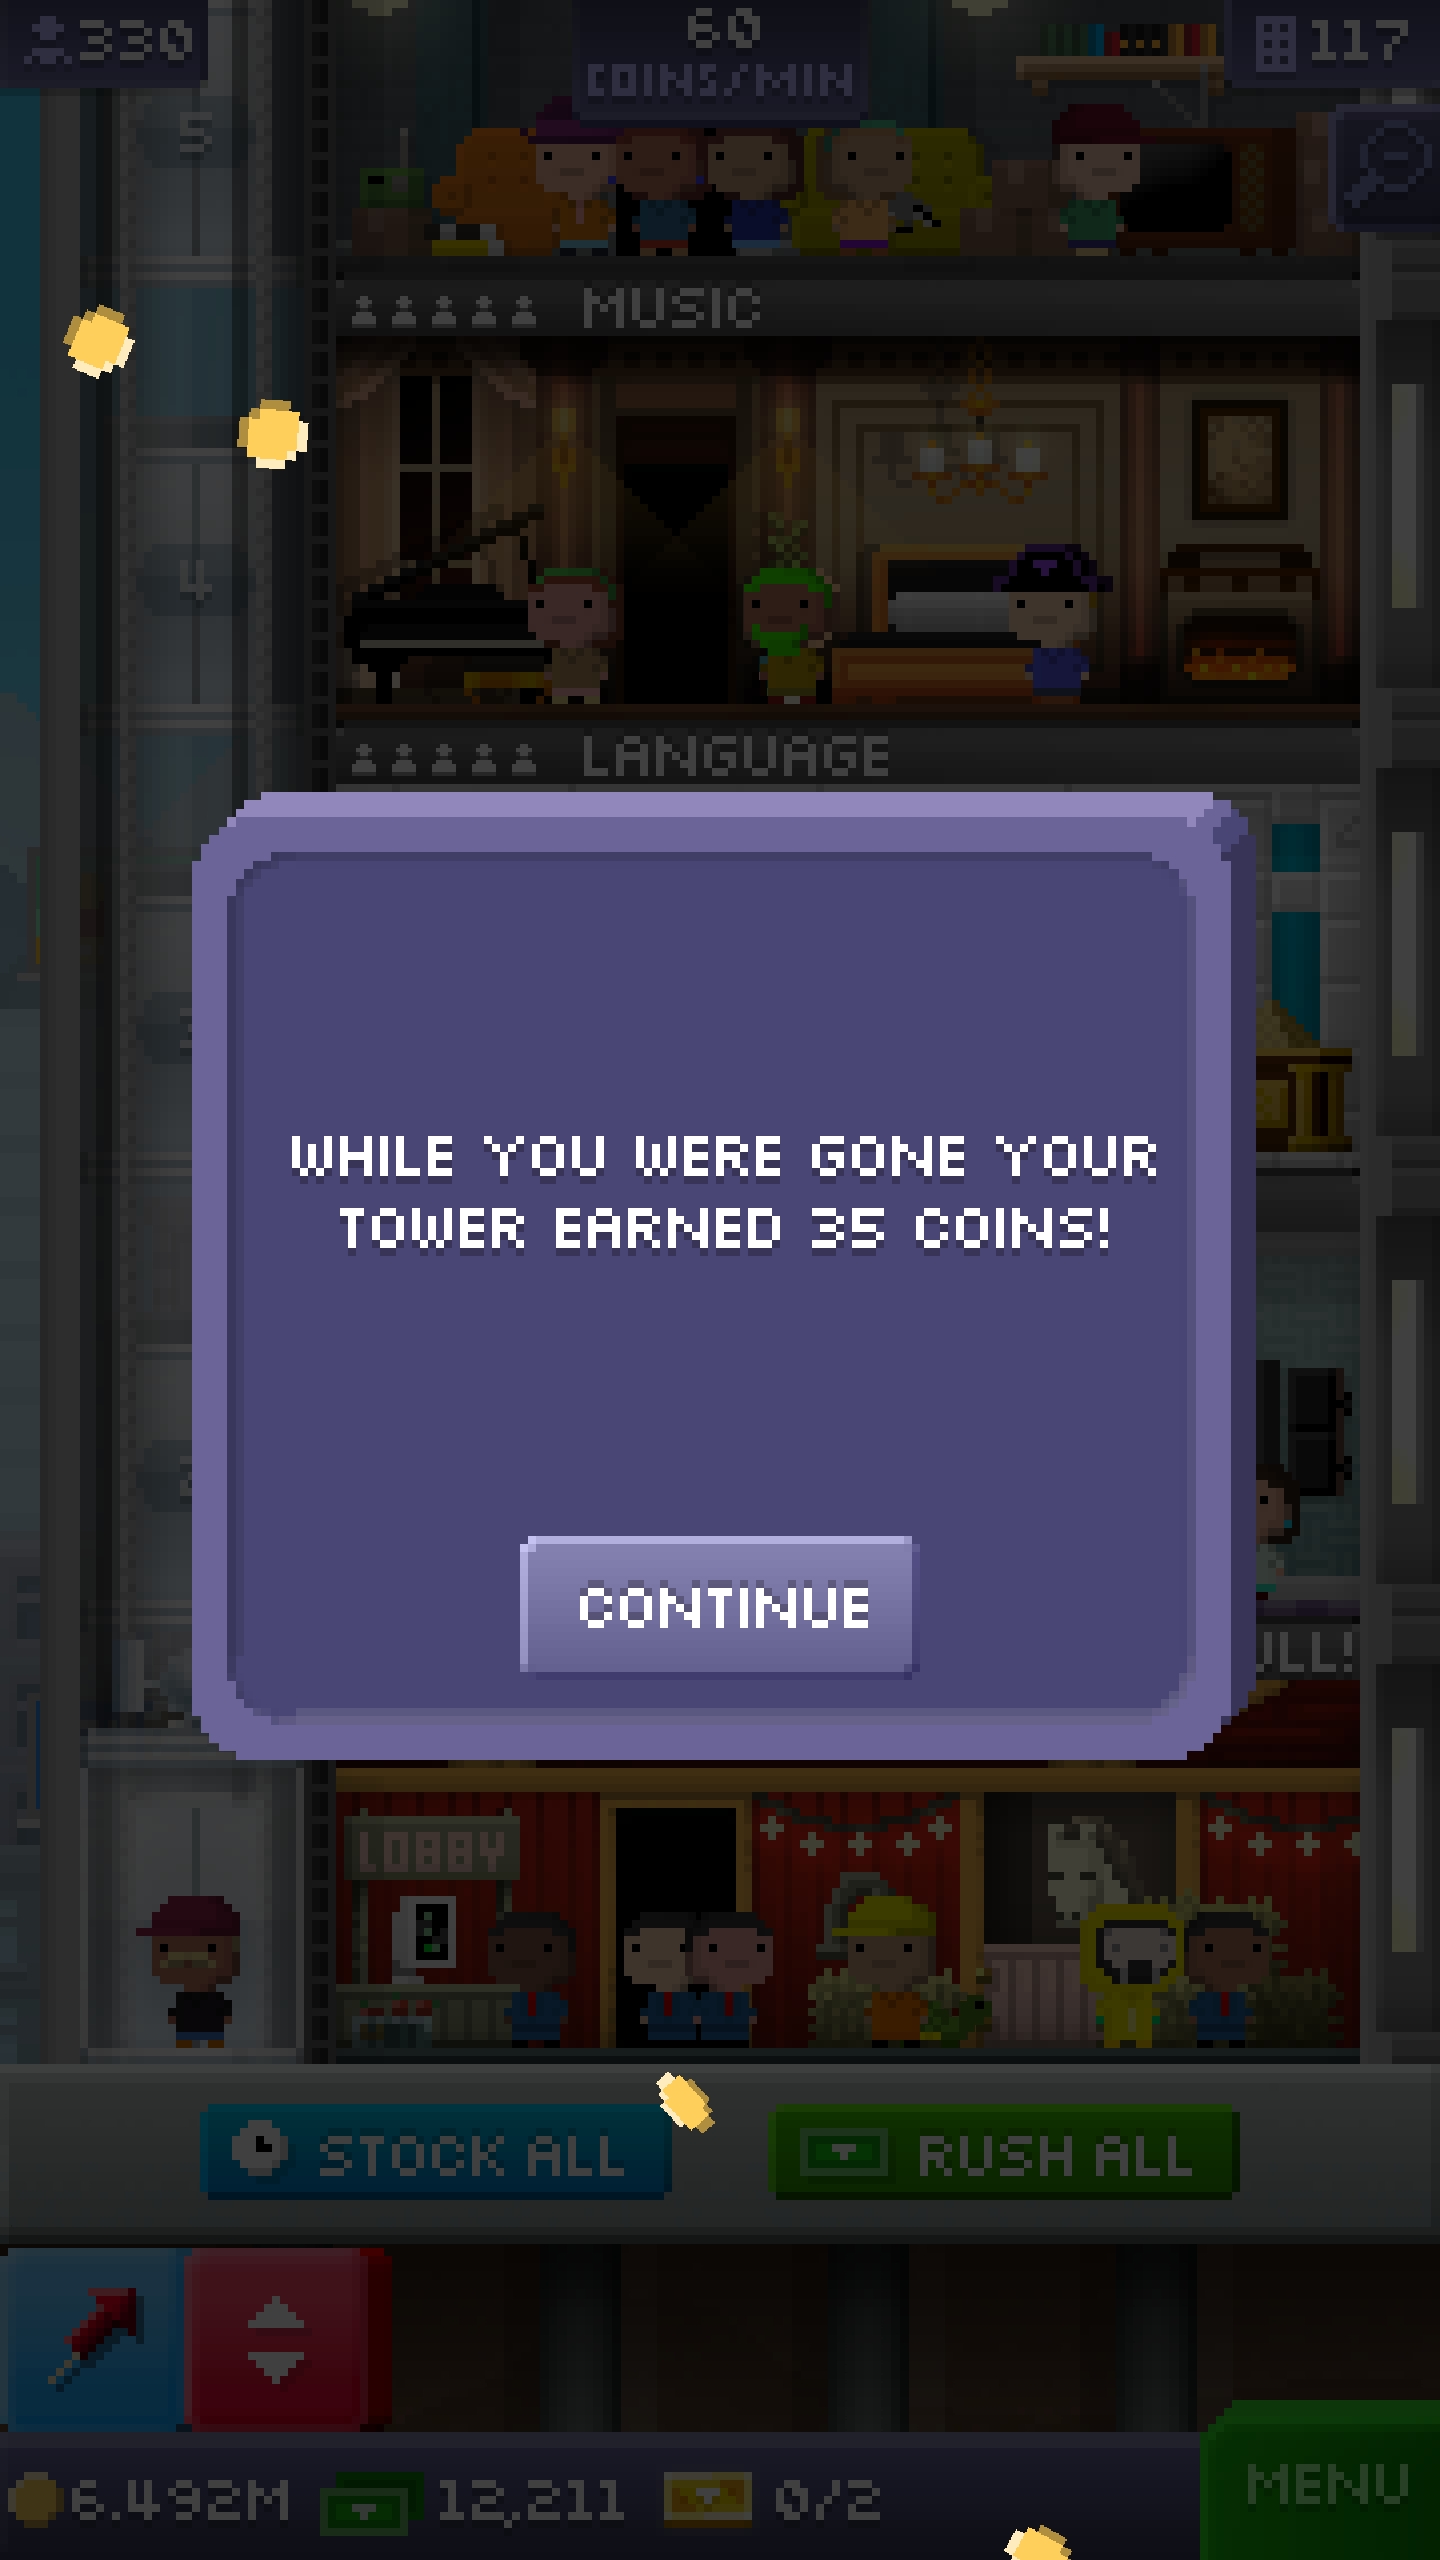 330
60
COINS/MIN
117
5
MUSIC
4
LANGUAGE
WHILE YOU WERE GONE YOUR
TOWER EARNED 35 COINS!
CONTINUE
ULL!
LOBBY
STOCK ALL
RUSH ALL
6.492M
12,211
0/2
MENU